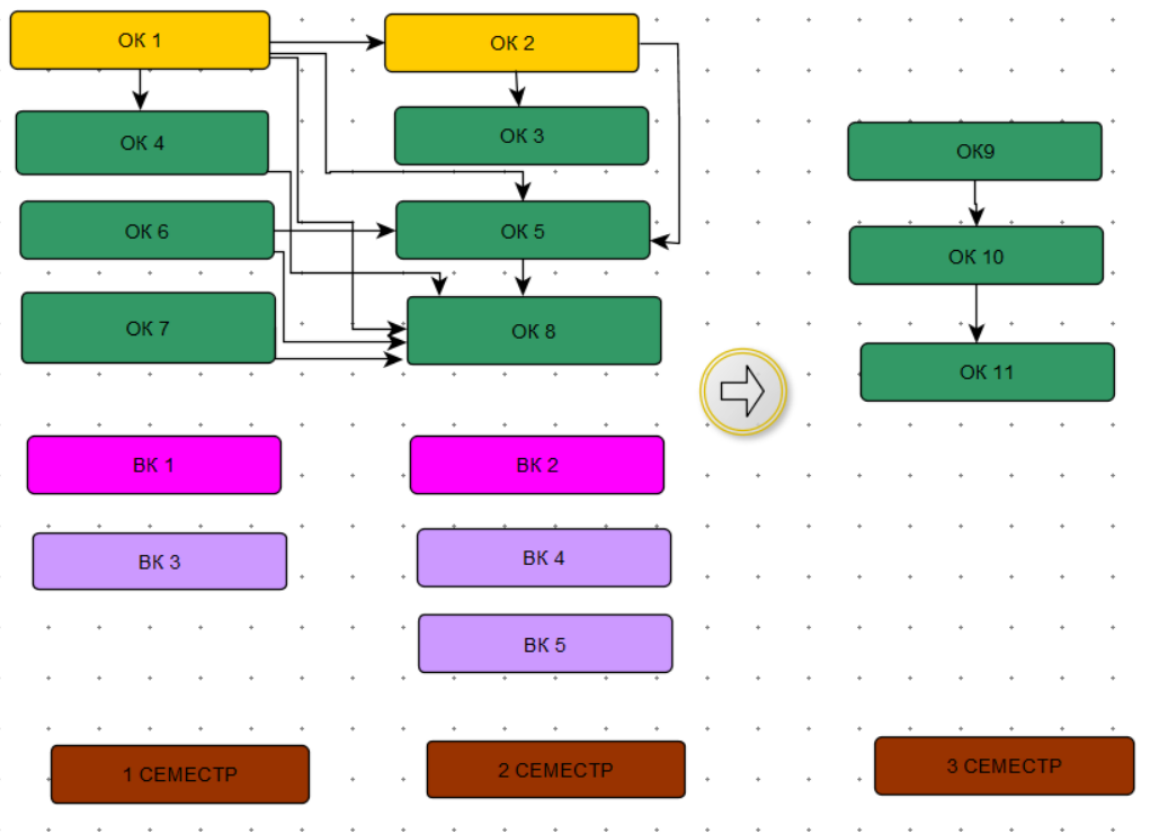 ОК 1
ОК 2
ОК 4
ОК 3
ОК9
ОК 6
ОК 5
ОК 10
ОК 7
ОК 8
ОК 11
ВК 1
ВК 2
ВК 3
ВК 4
ВК 5
1 СЕМЕСТР
2 СЕМЕСТР
3 СЕМЕСТР